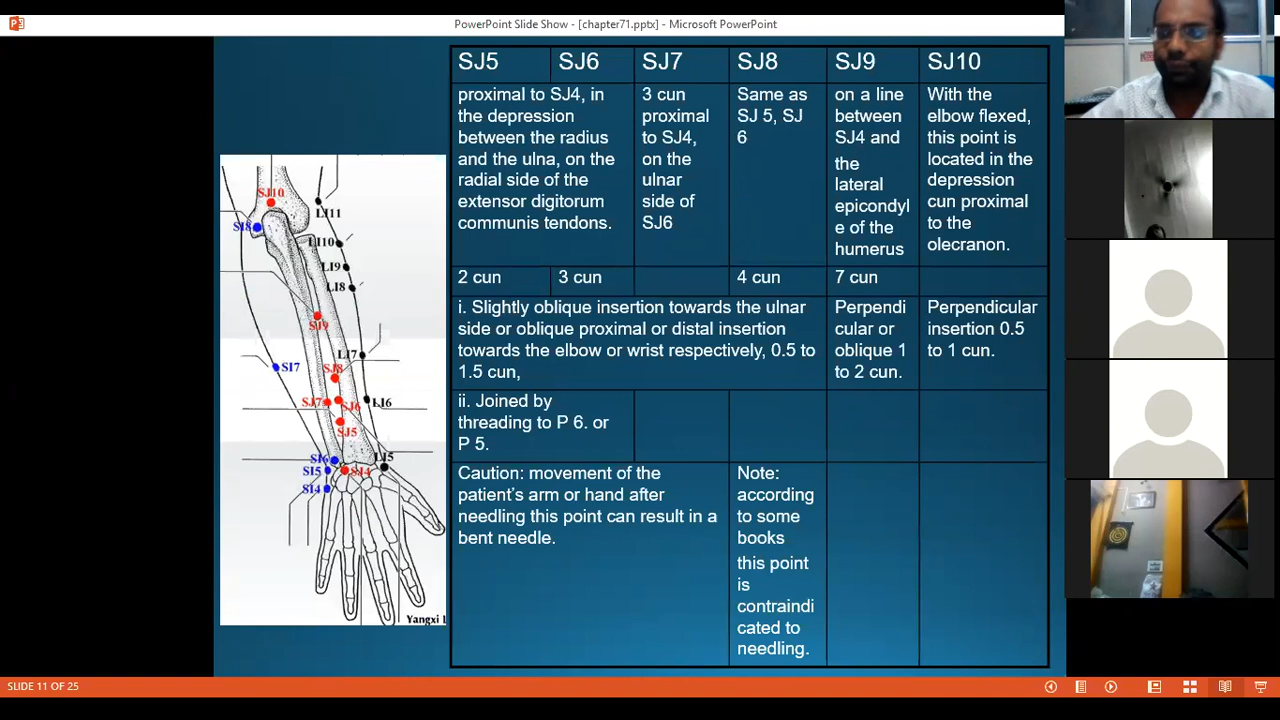 PowerPoint Slide Show - [chapter71.pptx] - Microsoft PowerPoint
SJ5
SJ6
SJ7
SJ8
SJ9
SJ10
proximal to SJ4, in
the depression
between the radius
and the ulna, on the
radial side of the
extensor digitorum
communis tendons.
3 cun
proximal
to SJ4,
on the
ulnar
side of
SJ6
Same as
SJ 5, SJ
6
on a line
between
SJ4 and
the
lateral
epicondyl
e of the
humerus
With the
elbow flexed,
this point is
located in the
depression
cun proximal
to the
olecranon.
2 cun
3 cun
4 cun
7 cun
i. Slightly oblique insertion towards the ulnar
side or oblique proximal or distal insertion
towards the elbow or wrist respectively, 0.5 to
1.5 cun,
Perpendi
cular or
oblique 1
to 2 cun.
Perpendicular
insertion 0.5
to 1 cun.
ii. Joined by
threading to P 6. or
P 5.
Caution: movement of the
patient's arm or hand after
needling this point can result in a
bent needle.
Note:
according
to some
books
this point
is
contraindi
cated to
needling.
SJ10
LI11
SI8
LI10
LI9
LI8
SJ9
LI7
SI7
SJ8
SJ7
SJ6
LI6
SJ5
SI6
LI5
SI5
SJ4
SI4
Yangxi L
SLIDE 11 OF 25